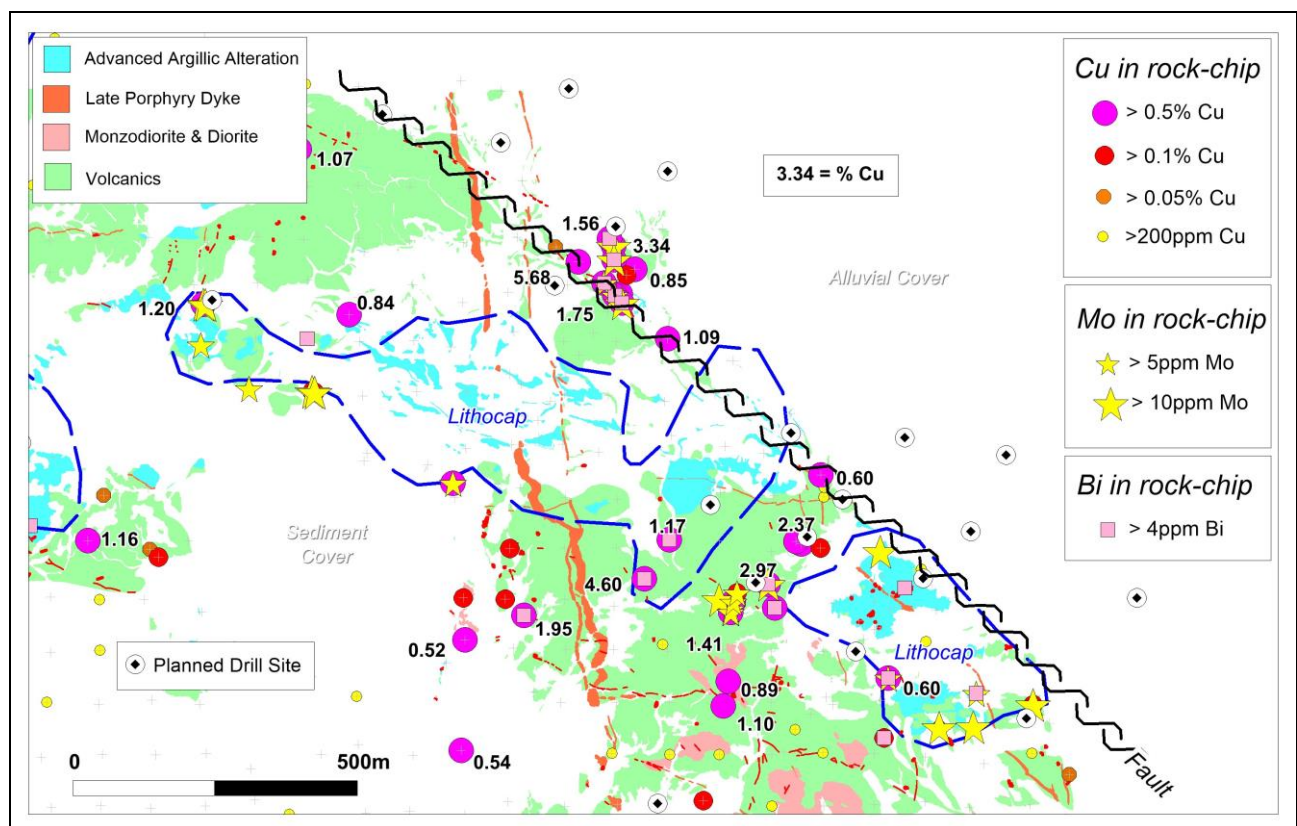 Advanced Argillic Alteration
Late Porphyry Dyke
Monzodiorite & Diorite
Volcanics
Cu in rock-chip
> 0.5% Cu
> 0.1% Cu
> 0.05% Cu
>200ppm Cu
Mo in rock-chip
> 5ppm Mo
> 10ppm Mo
Bi in rock-chip
> 4ppm Bi
3.34 = % Cu
1.07
1.56
3.34
5.68
0.85
Alluvial Cover
1.20
0.84
1.75
1.09
Lithocap
0.60
1.16
Sediment
Cover
1.17
2.37
4.60
2.97
1.95
0.52
1.41
Lithocap
Planned Drill Site
0.89
0.60
1.10
0.54
0
500m
Fault